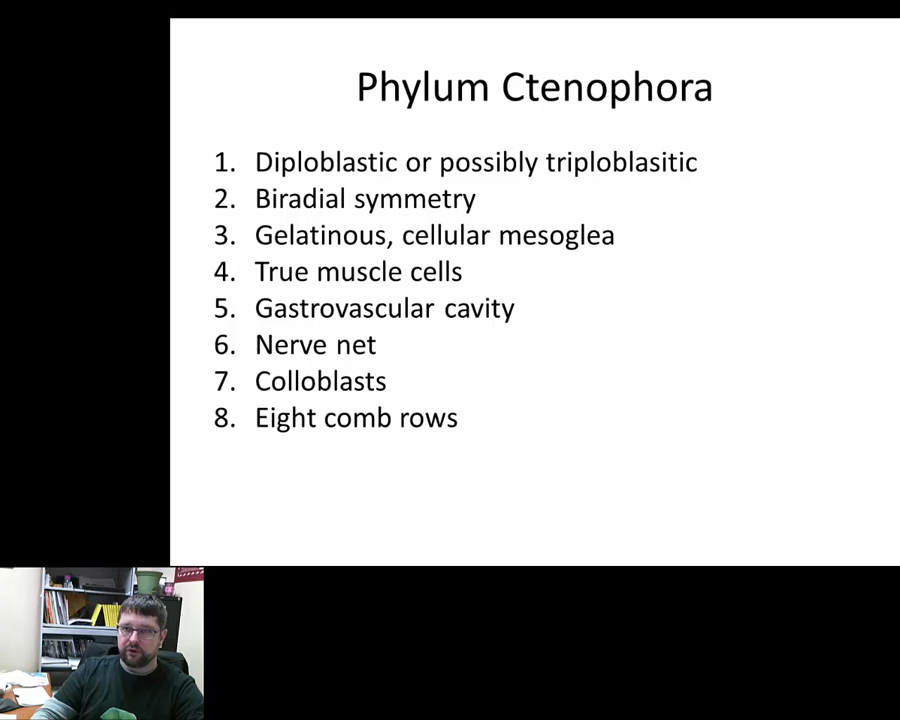 Phylum Ctenophora
1. Diploblastic or possibly triploblasitic
2. Biradial symmetry
3. Gelatinous, cellular mesoglea
4. True muscle cells
5. Gastrovascular cavity
6. Nerve net
7. Colloblasts
8. Eight comb rows